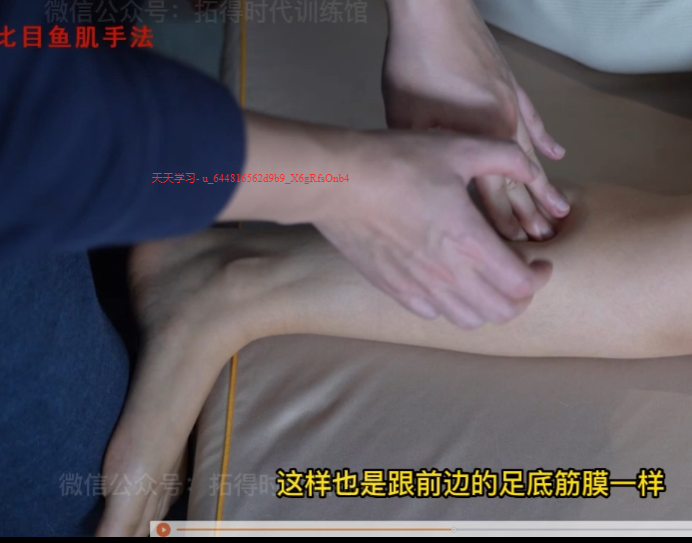 微信公众号：拓得时代训练馆
比目鱼肌手法
天天学习- u_644816562d9b9_X6gRfsOnb4
微信公众号：拓得时
这样也是跟前边的足底筋膜一样